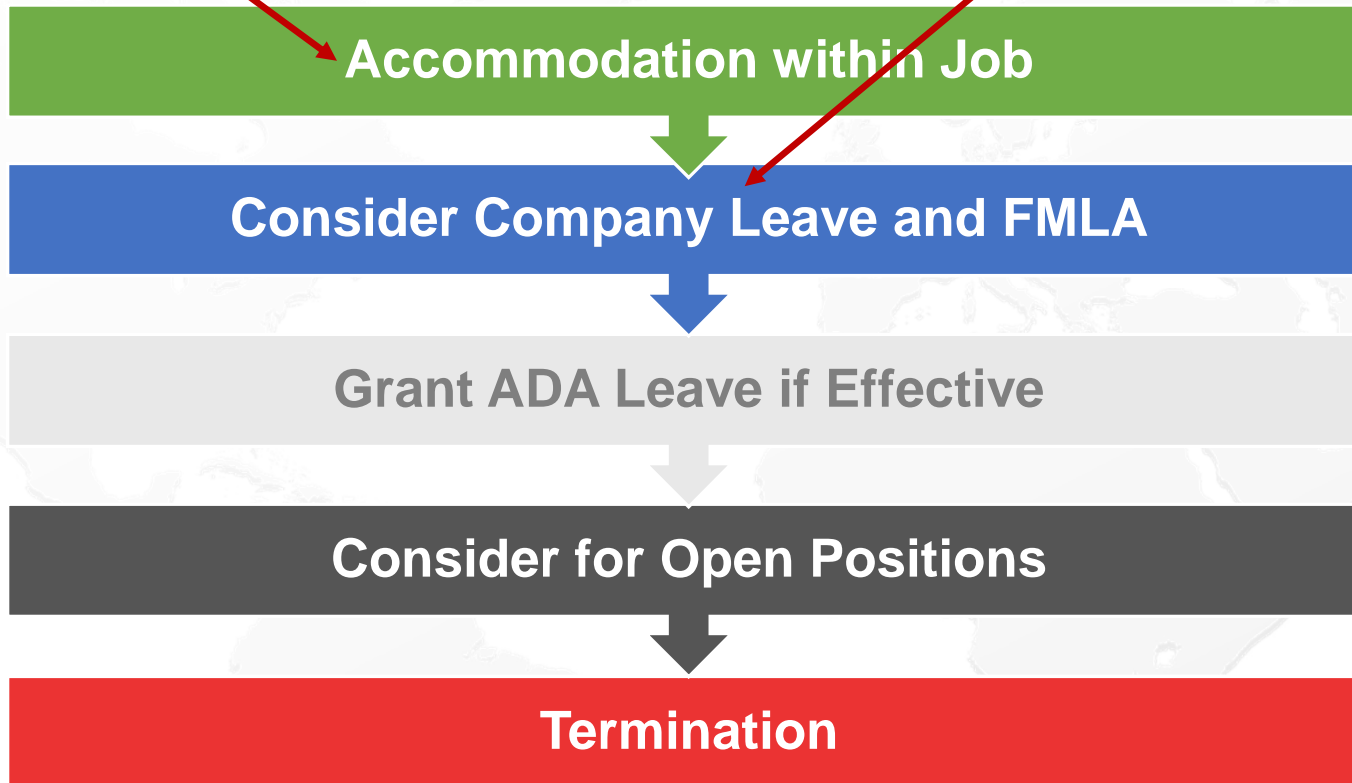 Accommodation within Job
Consider Company Leave and FMLA
Grant ADA Leave if Effective
Consider for Open Positions
Termination